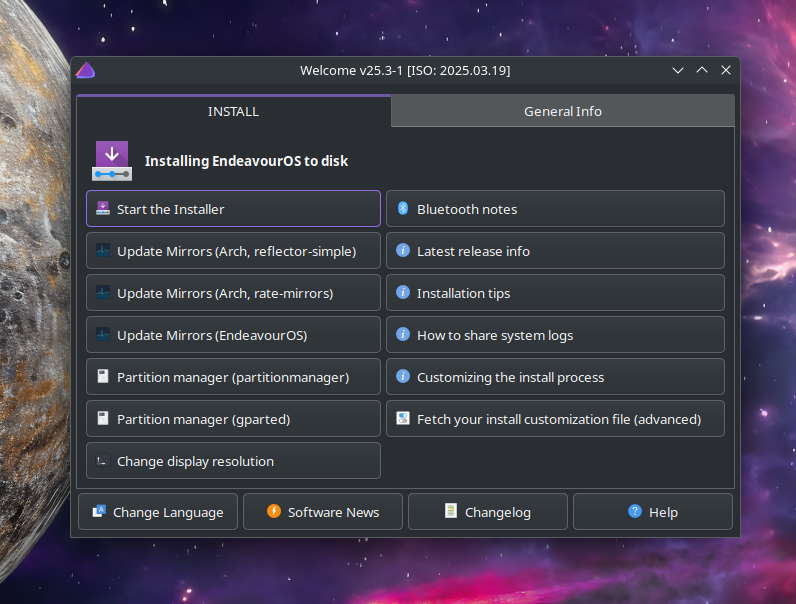 Welcome v25.3-1 [ISO: 2025.03.19]
INSTALL
General Info
Installing EndeavourOS to disk
Start the Installer
Bluetooth notes
Update Mirrors (Arch, reflector-simple)
Latest release info
Update Mirrors (Arch, rate-mirrors)
Installation tips
Update Mirrors (EndeavourOS)
How to share system logs
Partition manager (partitionmanager)
Customizing the install process
Partition manager (gparted)
Fetch your install customization file (advanced)
Change display resolution
Change Language
Software News
Changelog
Help